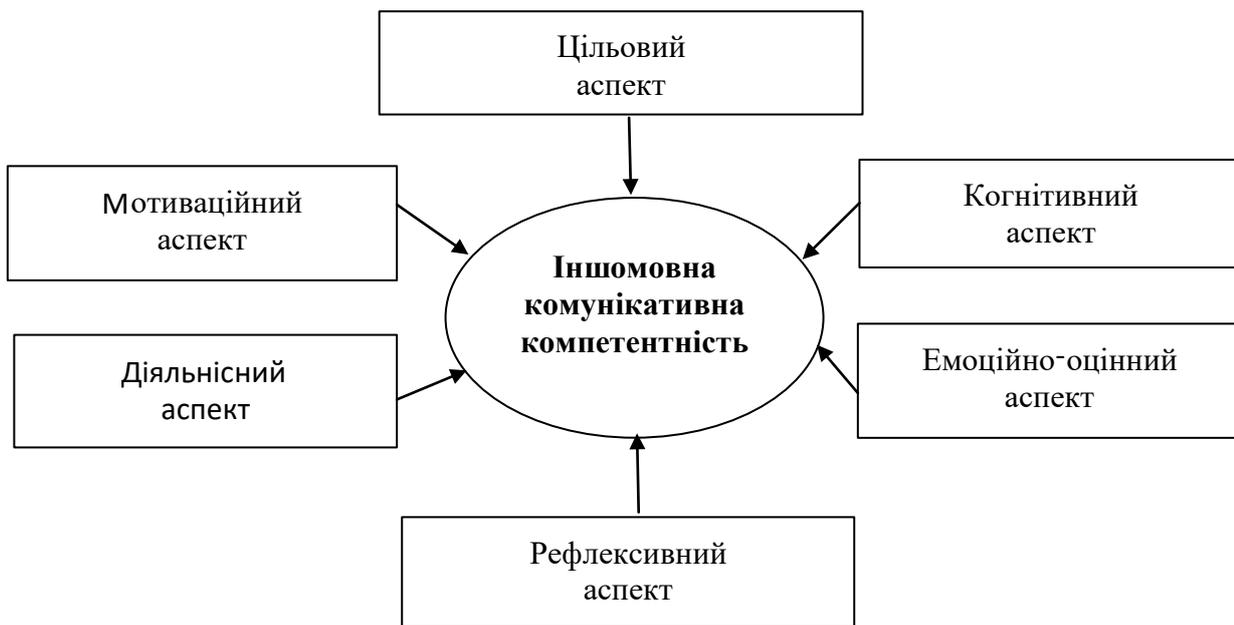 Цільовий
аспект
Мотиваційний
аспект
Когнітивний
аспект
Іншомовна
комунікативна
компетентність
Діяльнісний
аспект
Емоційно-оцінний
аспект
Рефлексивний
аспект